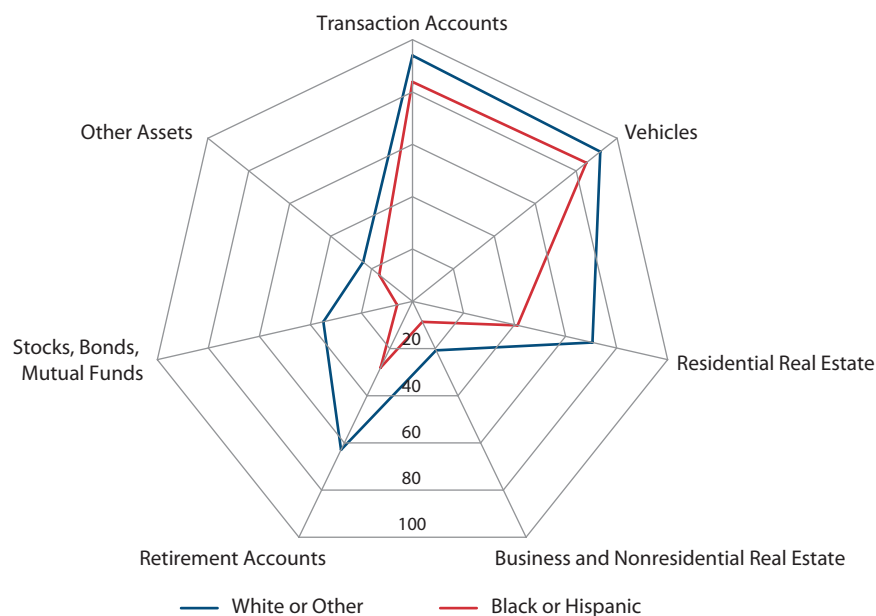 Transaction Accounts
Other Assets
Vehicles
Stocks, Bonds,
Mutual Funds
Residential Real Estate
20
40
60
80
100
Retirement Accounts
Business and Nonresidential Real Estate
White or Other
Black or Hispanic